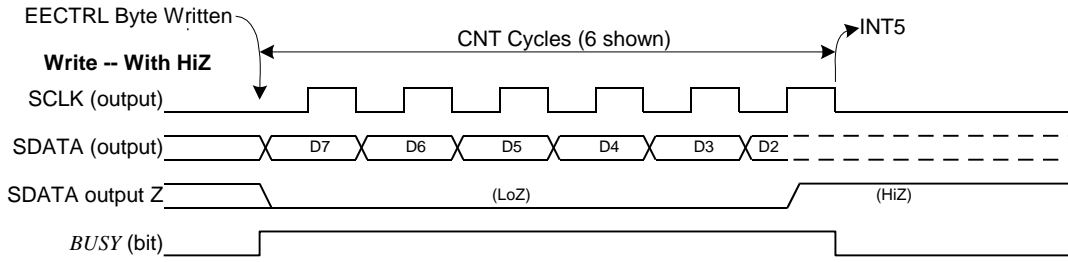 EECTRL Byte Written
CNT Cycles (6 shown)
INT5
Write -- With HiZ
SCLK (output)
SDATA (output)
D7 D6 D5 D4 D3 D2
SDATA output Z
(LoZ)
(HiZ)
BUSY (bit)